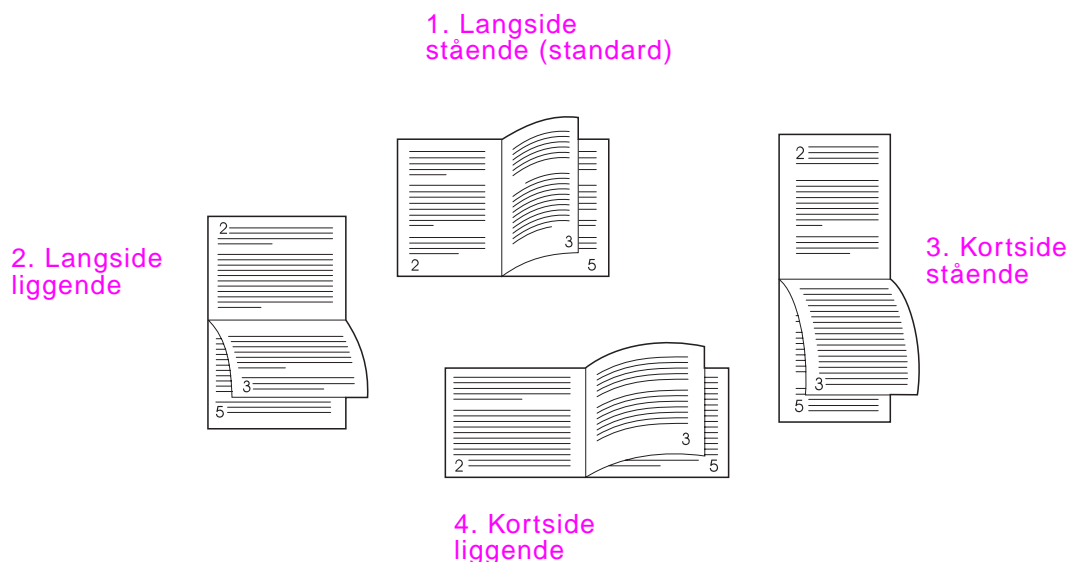 1. Langside
stående (standard)
2
3
5
2. Langside
liggende
2
3
5
3. Kortside
stående
2
3
5
4. Kortside
liggende
2
3
5